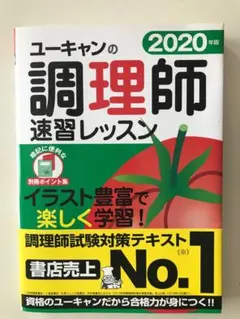 ユーキャンの
2020年版
調理師
速習レッスン
暗記に便利な
別冊ポイント集
イラスト豊富で
楽しく学習！
調理師試験対策テキスト
(※)
書店売上
No.1
資格のユーキャンだから合格力が身につく!!